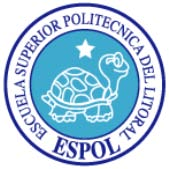 ESCUELA SUPERIOR POLITECNICA DEL LITORAL
ESPOL